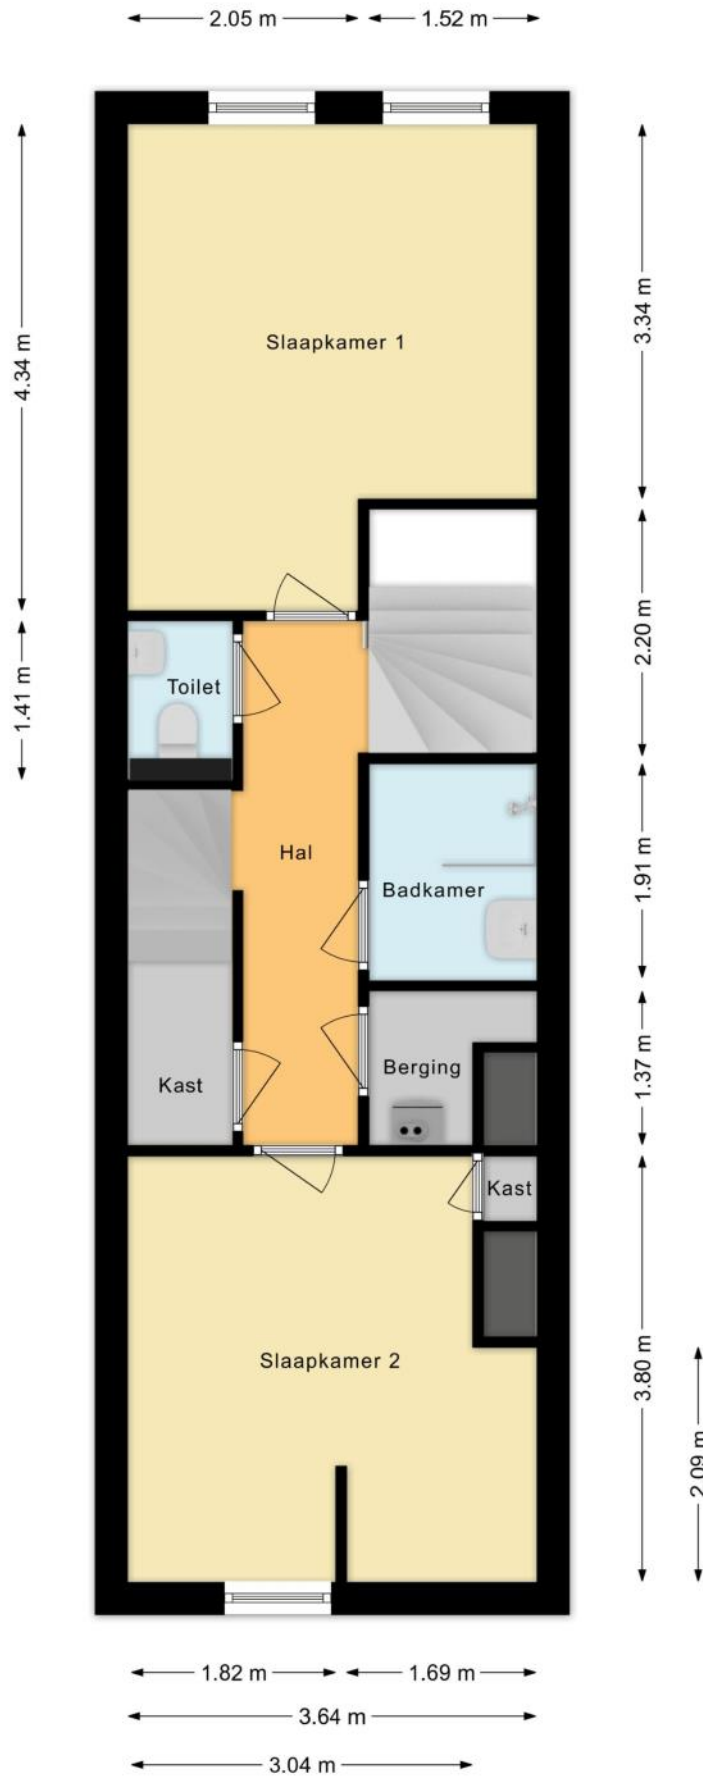 2.05 m
1.52 m
4.34 m
3.34 m
Slaapkamer 1
2.20 m
1.41 m
Toilet
Hal
Badkamer
1.91 m
Berging
1.37 m
Kast
Kast
Slaapkamer 2
3.80 m
2.09 m
1.82 m
1.69 m
3.64 m
3.04 m